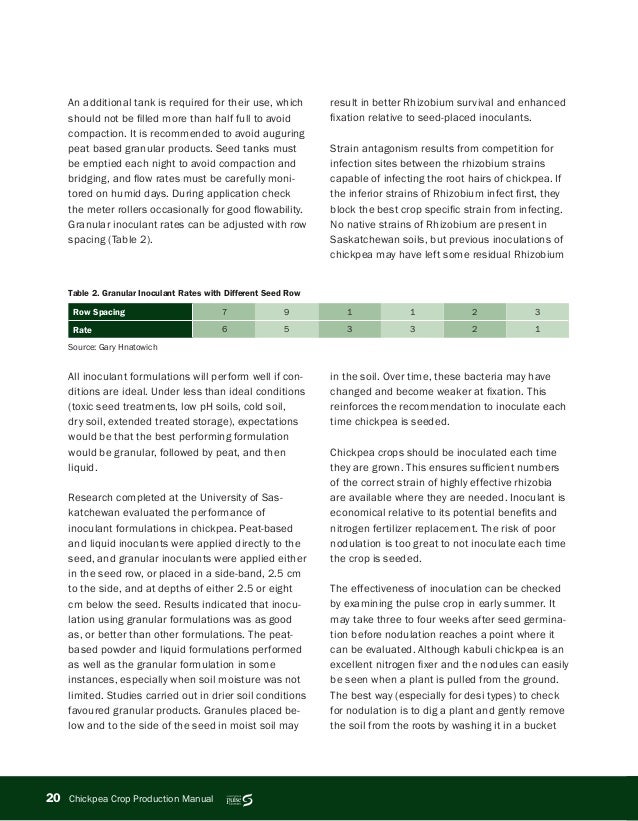 An additional tank is required for their use, which
should not be filled more than half full to avoid
compaction. It is recommended to avoid auguring
peat based granular products. Seed tanks must
be emptied each night to avoid compaction and
bridging, and flow rates must be carefully moni-
tored on humid days. During application check
the meter rollers occasionally for good flowability.
Granular inoculant rates can be adjusted with row
spacing (Table 2).
result in better Rhizobium survival and enhanced
fixation relative to seed-placed inoculants.
Strain antagonism results from competition for
infection sites between the rhizobium strains
capable of infecting the root hairs of chickpea. If
the inferior strains of Rhizobium infect first, they
block the best crop specific strain from infecting.
No native strains of Rhizobium are present in
Saskatchewan soils, but previous inoculations of
chickpea may have left some residual Rhizobium
Table 2. Granular Inoculant Rates with Different Seed Row
Row Spacing 7 9 1 1 2 3
Rate 6 5 3 3 2 1
Source: Gary Hnatowich
All inoculant formulations will perform well if con-
ditions are ideal. Under less than ideal conditions
(toxic seed treatments, low pH soils, cold soil,
dry soil, extended treated storage), expectations
would be that the best performing formulation
would be granular, followed by peat, and then
liquid.
Research completed at the University of Sas-
katchewan evaluated the performance of
inoculant formulations in chickpea. Peat-based
and liquid inoculants were applied directly to the
seed, and granular inoculants were applied either
in the seed row, or placed in a side-band, 2.5 cm
to the side, and at depths of either 2.5 or eight
cm below the seed. Results indicated that inocu-
lation using granular formulations was as good
as, or better than other formulations. The peat-
based powder and liquid formulations performed
as well as the granular formulation in some
instances, especially when soil moisture was not
limited. Studies carried out in drier soil conditions
favoured granular products. Granules placed be-
low and to the side of the seed in moist soil may
in the soil. Over time, these bacteria may have
changed and become weaker at fixation. This
reinforces the recommendation to inoculate each
time chickpea is seeded.
Chickpea crops should be inoculated each time
they are grown. This ensures sufficient numbers
of the correct strain of highly effective rhizobia
are available where they are needed. Inoculant is
economical relative to its potential benefits and
nitrogen fertilizer replacement. The risk of poor
nodulation is too great to not inoculate each time
the crop is seeded.
The effectiveness of inoculation can be checked
by examining the pulse crop in early summer. It
may take three to four weeks after seed germina-
tion before nodulation reaches a point where it
can be evaluated. Although kabuli chickpea is an
excellent nitrogen fixer and the nodules can easily
be seen when a plant is pulled from the ground.
The best way (especially for desi types) to check
for nodulation is to dig a plant and gently remove
the soil from the roots by washing it in a bucket
20 Chickpea Crop Production Manual
pulse